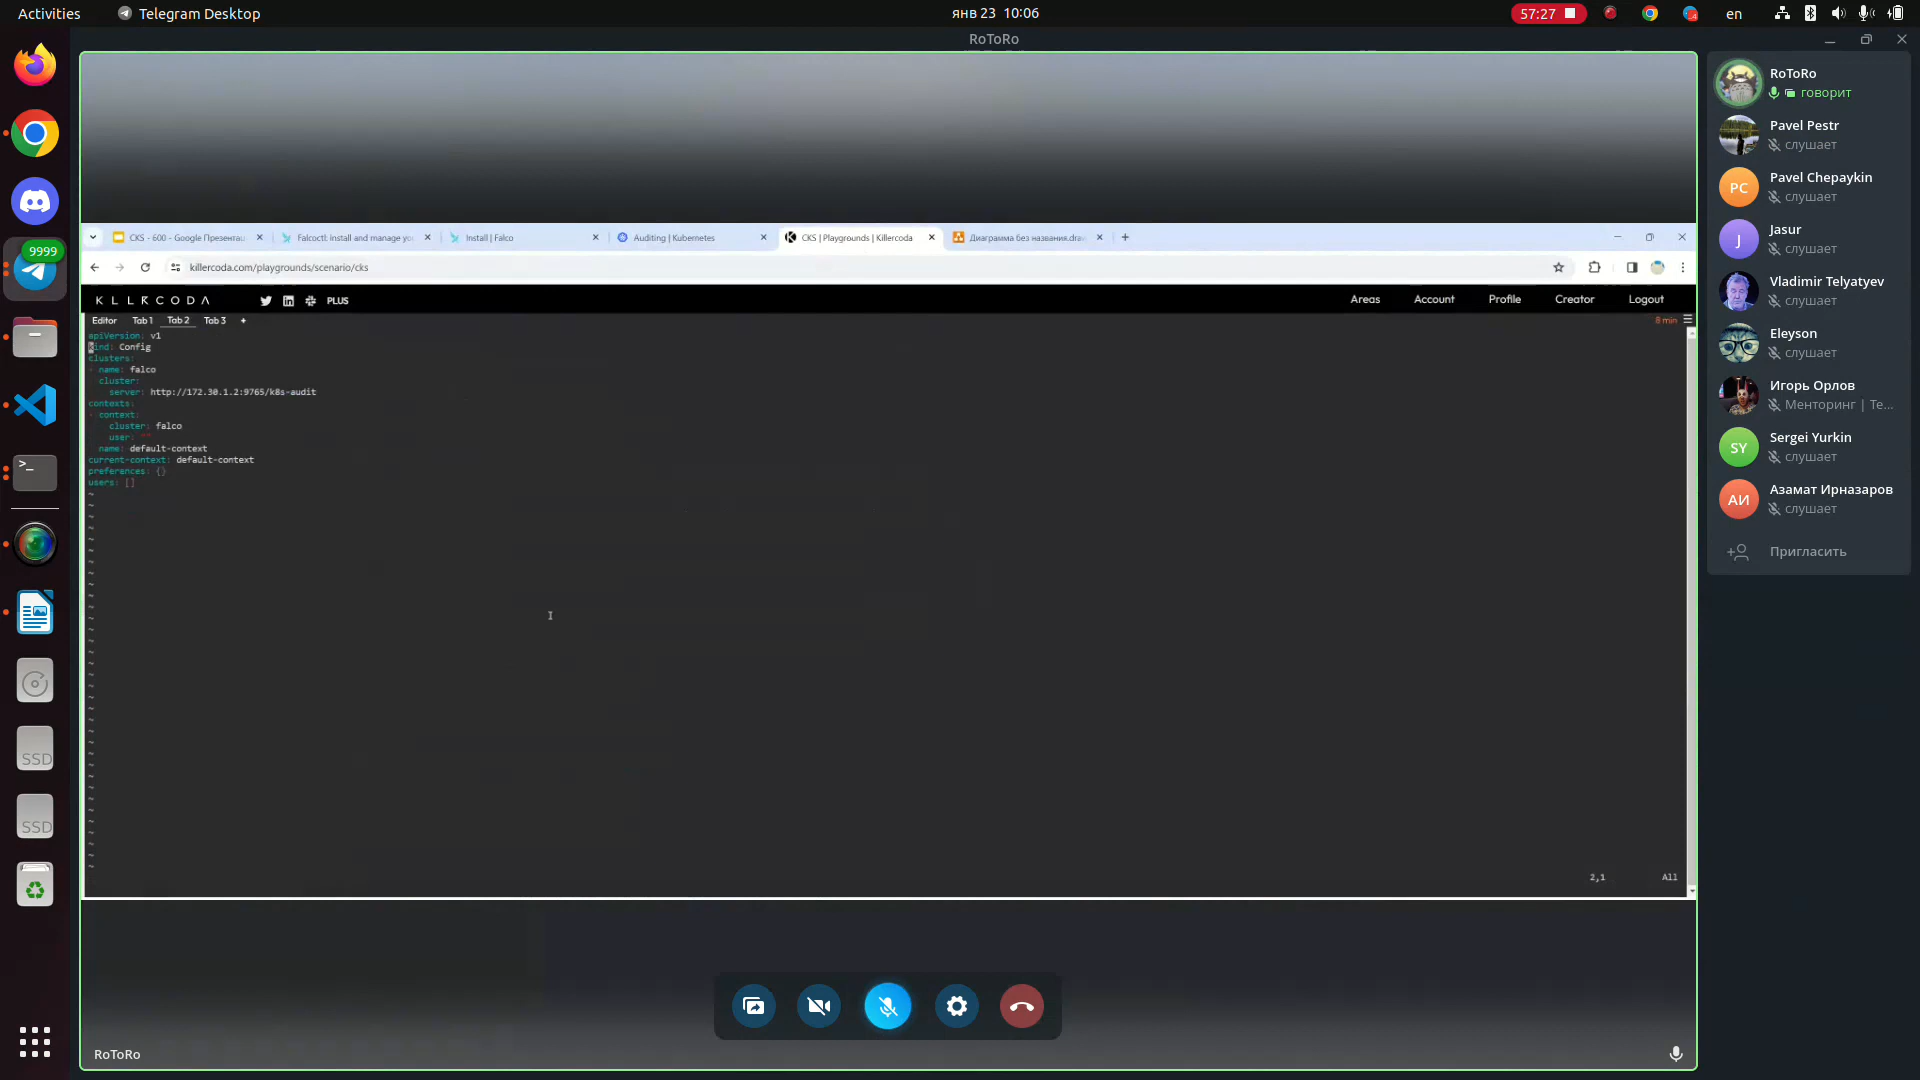 Activities
Telegram Desktop
янв 23 10:06
57:27
en
RoToRo
9999
CKS - 600 - Google Презентац
Falcoctl: install and manage yo
Install | Falco
Auditing | Kubernetes
CKS | Playgrounds | Killercoda
Диаграмма без названия.dra
killercoda.com/playgrounds/scenario/cks
KILLERCODA
PLUS
Areas
Account
Profile
Creator
Logout
Editor
Tab 1
Tab 2
Tab 3
+
8 min
apiVersion: v1
kind: Config
clusters:
- name: falco
  cluster:
    server: http://172.30.1.2:9765/k8s-audit
contexts:
- context:
    cluster: falco
    user: ""
  name: default-context
current-context: default-context
preferences: {}
users: []
2,1
All
RoToRo
говорит
Pavel Pestr
слушает
PC
Pavel Chepaykin
слушает
J
Jasur
слушает
Vladimir Telyatyev
слушает
Eleyson
слушает
Игорь Орлов
Менторинг | Те...
SY
Sergei Yurkin
слушает
АИ
Азамат Ирназаров
слушает
Пригласить
SSD
SSD
RoToRo